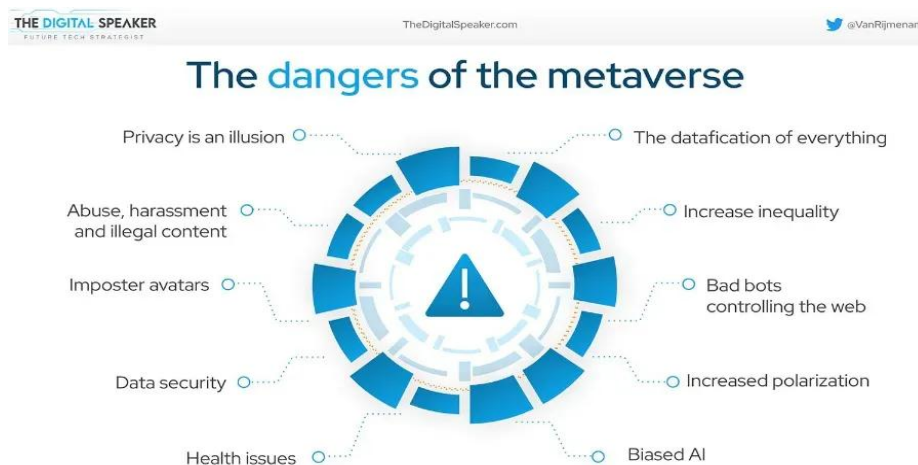 THE DIGITAL SPEAKER
FUTURE TECH STRATEGIST
TheDigitalSpeaker.com
@VanRijmenam
The dangers of the metaverse
Privacy is an illusion
The datafication of everything
Abuse, harassment
and illegal content
Increase inequality
Imposter avatars
Bad bots
controlling the web
Data security
Increased polarization
Health issues
Biased AI